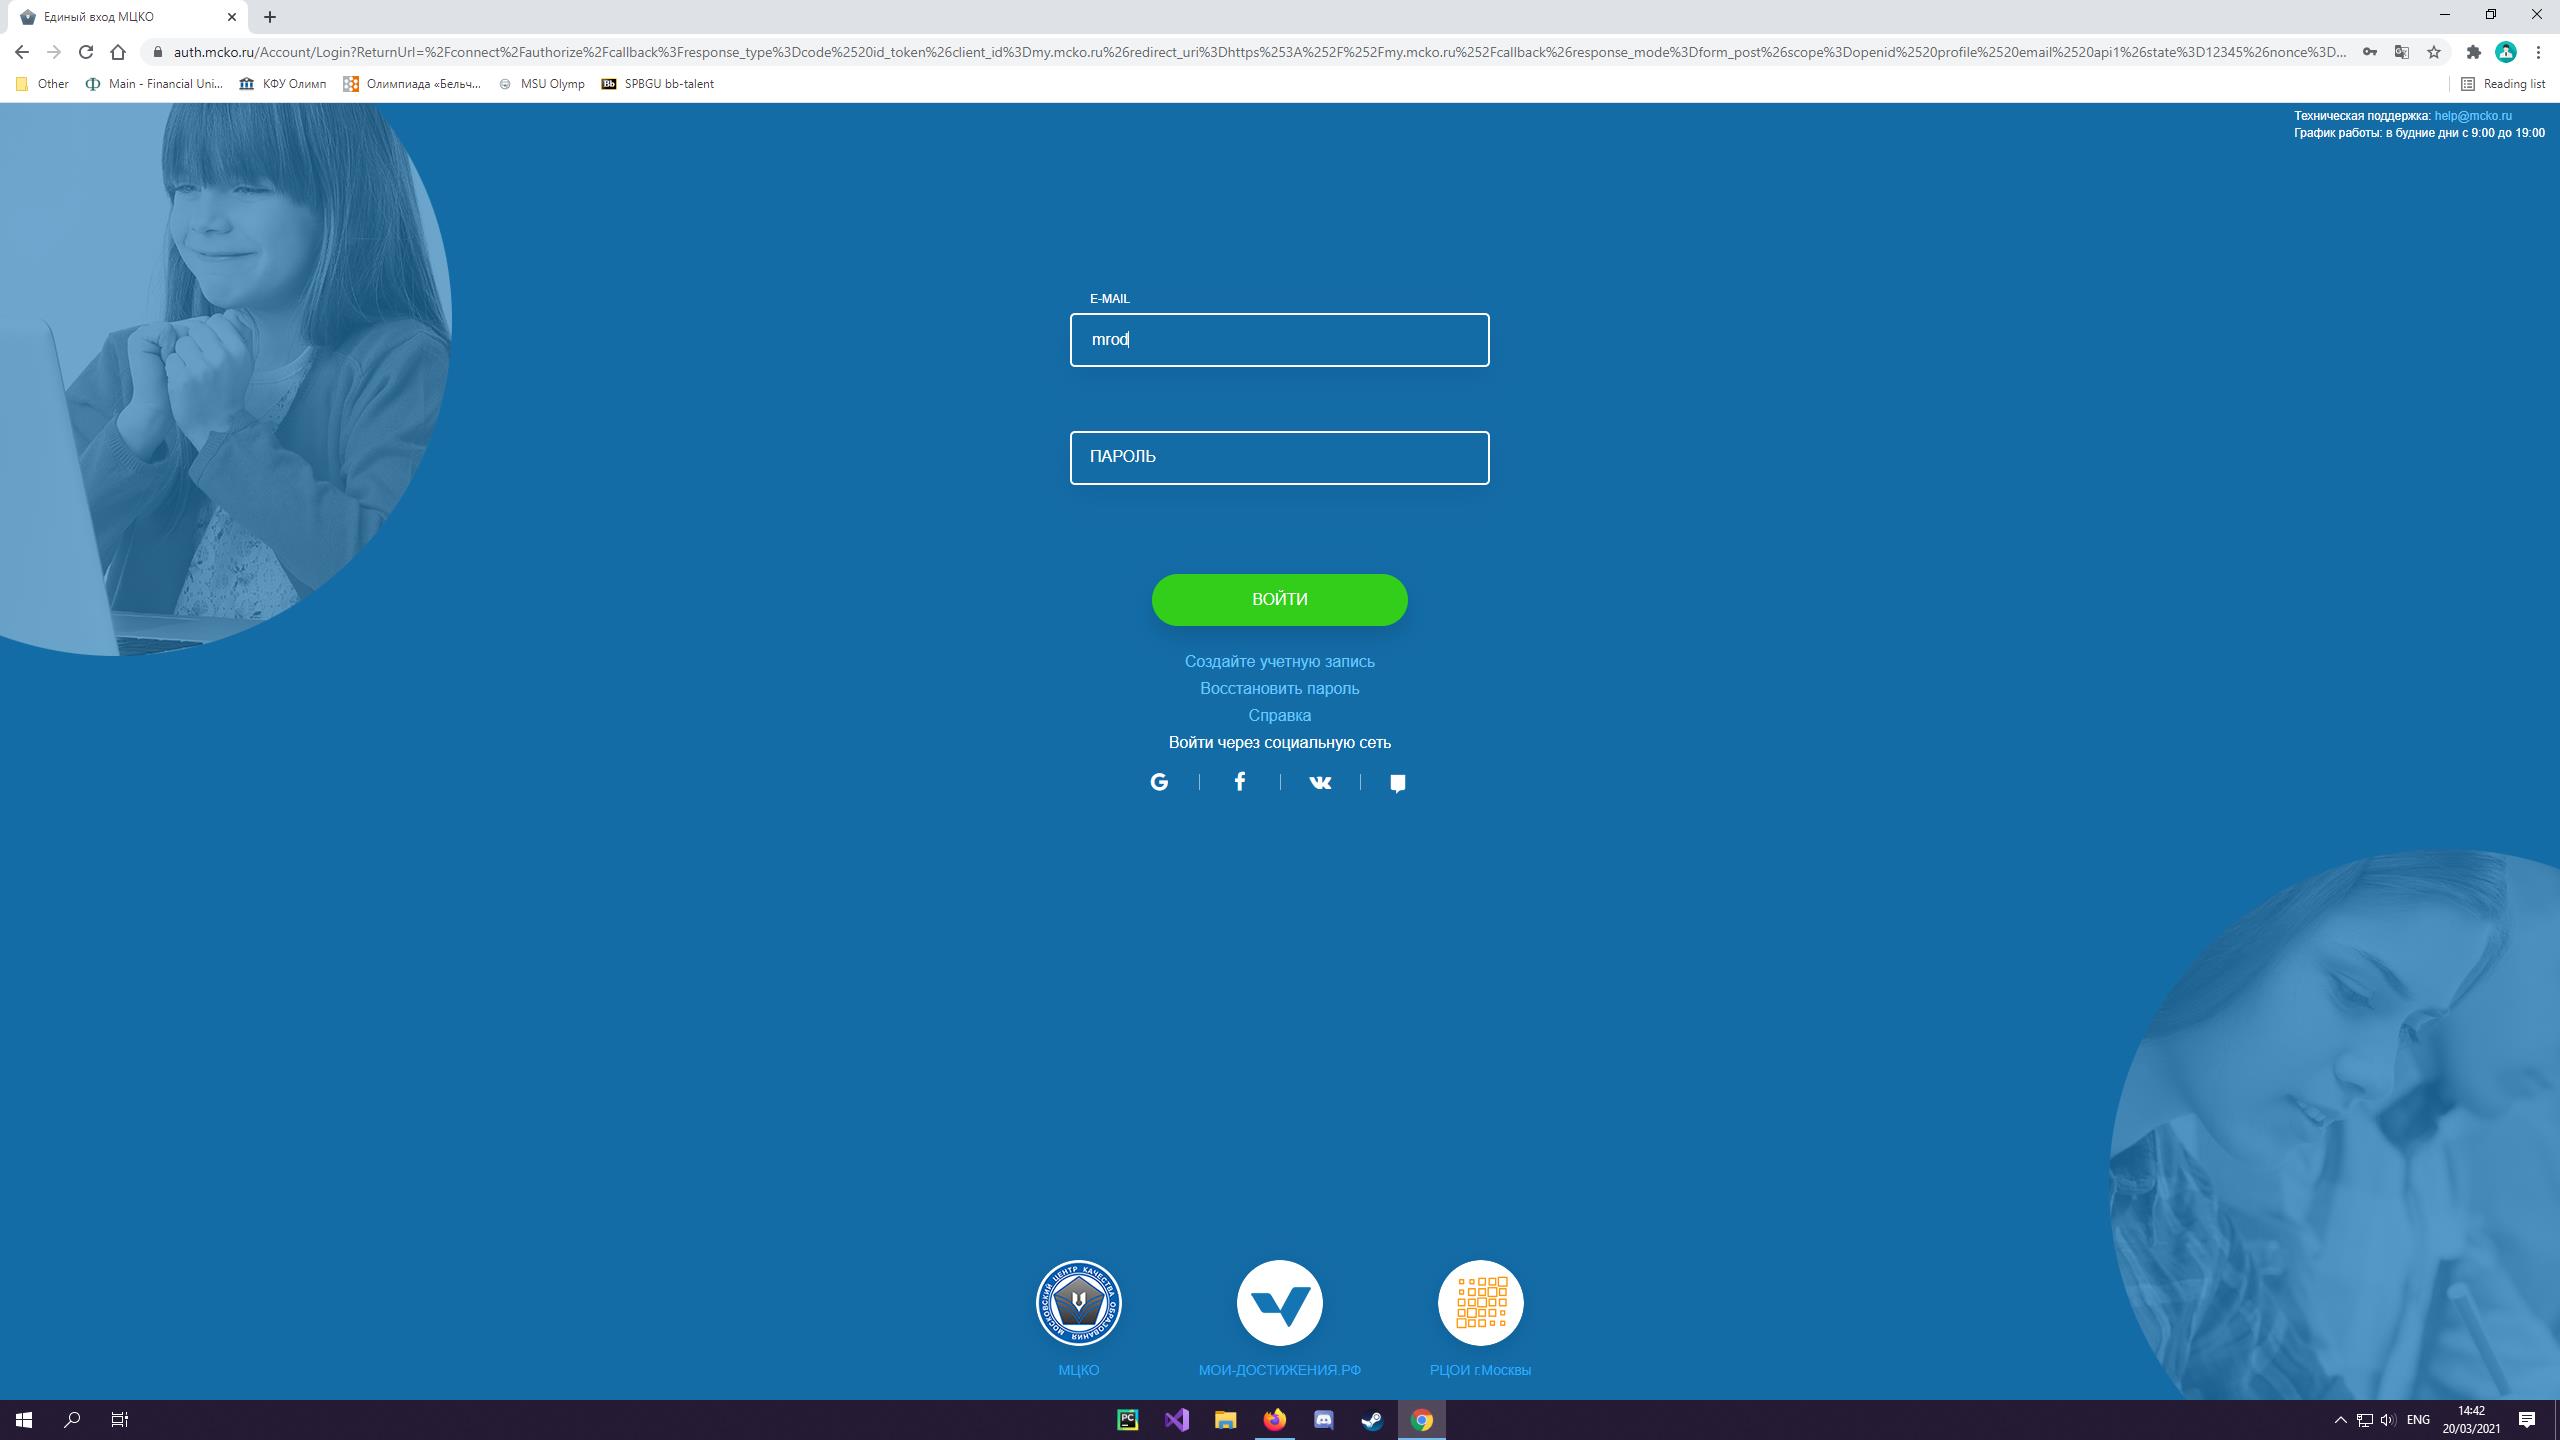 Единый вход МЦКО
auth.mcko.ru/Account/Login?ReturnUrl=%2Fconnect%2Fauthorize%2Fcallback%3Fresponse_type%3Dcode%2520id_token%26client_id%3Dmy.mcko.ru%26redirect_uri%3Dhttps%253A%252F%252Fmy.mcko.ru%252Fcallback%26response_mode%3Dform_post%26scope%3Dopenid%2520profile%2520email%2520api1%26state%3D12345%26nonce%3D...
Other Main - Financial Uni... КФУ Олимп Олимпиада «Бельч... MSU Olymp Bb SPBGU bb-talent Reading list
Техническая поддержка: help@mcko.ru
График работы: в будние дни с 9:00 до 19:00
E-MAIL
mrod
ПАРОЛЬ
ВОЙТИ
Создайте учетную запись
Восстановить пароль
Справка
Войти через социальную сеть
МОСКОВСКИЙ ЦЕНТР КАЧЕСТВА ОБРАЗОВАНИЯ
МЦКО МОИ-ДОСТИЖЕНИЯ.РФ РЦОИ г.Москвы
PC
ENG
14:42
20/03/2021